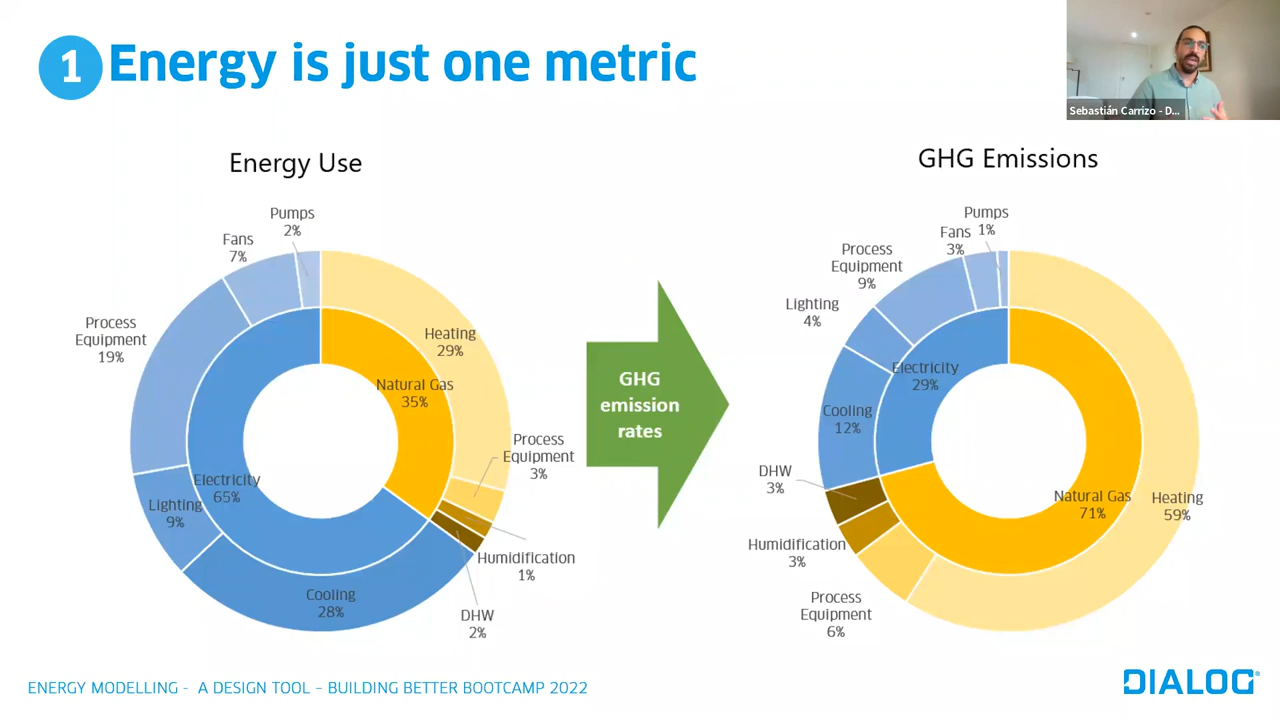 1 Energy is just one metric
Sebastián Carrizo - D...
Energy Use
Pumps
2%
Fans
7%
Process
Equipment
19%
Heating
29%
Natural Gas
35%
Process
Equipment
3%
Electricity
65%
Lighting
9%
Humidification
1%
Cooling
28%
DHW
2%
GHG
emission
rates
GHG Emissions
Pumps
1%
Fans
3%
Process
Equipment
9%
Lighting
4%
Electricity
29%
Cooling
12%
DHW
3%
Natural Gas
71%
Heating
59%
Humidification
3%
Process
Equipment
6%
ENERGY MODELLING - A DESIGN TOOL – BUILDING BETTER BOOTCAMP 2022
DIALOG®